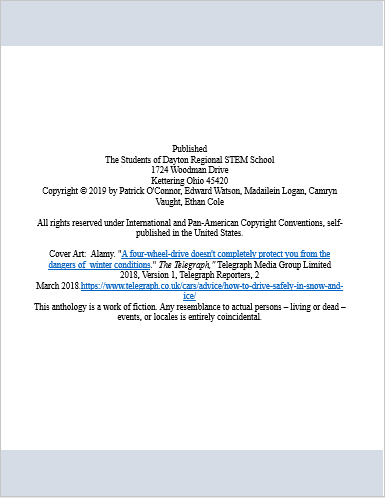 Published
The Students of Dayton Regional STEM School
1724 Woodman Drive
Kettering Ohio 45420
Copyright © 2019 by Patrick O'Connor, Edward Watson, Madailein Logan, Camryn
Vaught, Ethan Cole
All rights reserved under International and Pan-American Copyright Conventions, self-
published in the United States.
Cover Art:  Alamy. "A four-wheel-drive doesn't completely protect you from the
dangers of  winter conditions." The Telegraph," Telegraph Media Group Limited
2018, Version 1, Telegraph Reporters, 2
March 2018.https://www.telegraph.co.uk/cars/advice/how-to-drive-safely-in-snow-and-
ice/
This anthology is a work of fiction. Any resemblance to actual persons – living or dead –
events, or locales is entirely coincidental.